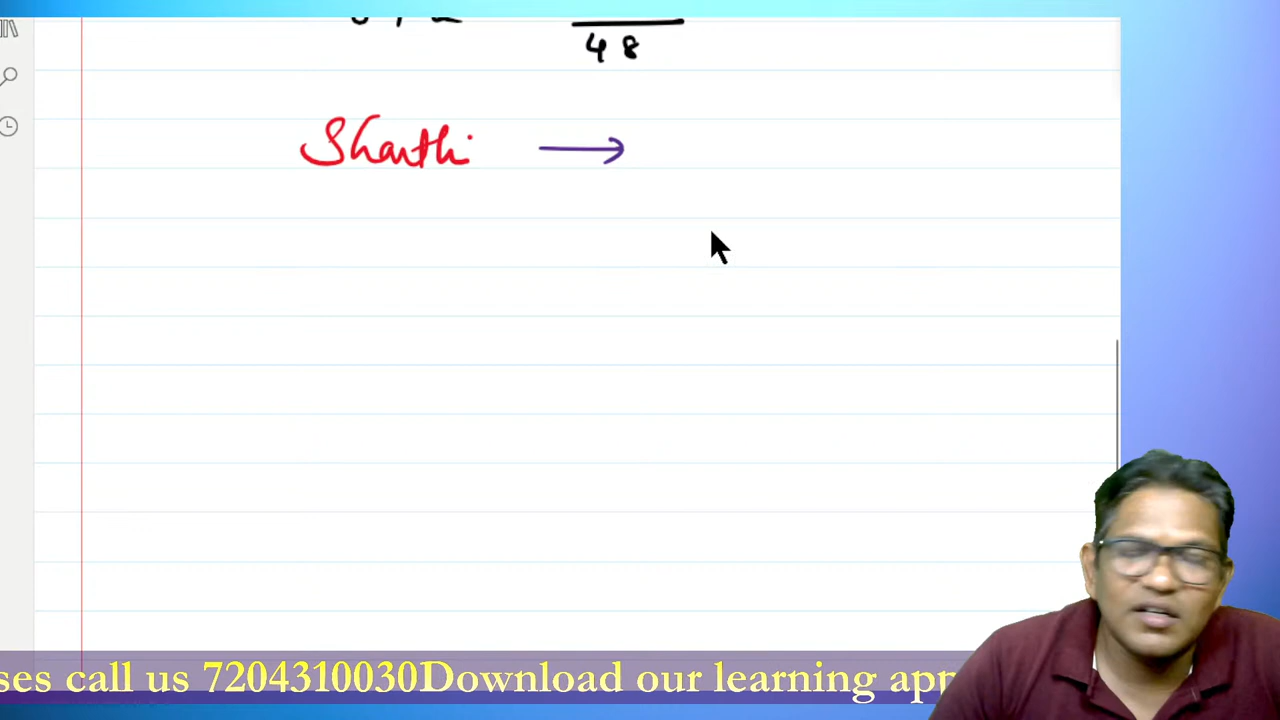 48
Shanthi →
ses call us 7204310030Download our learning app